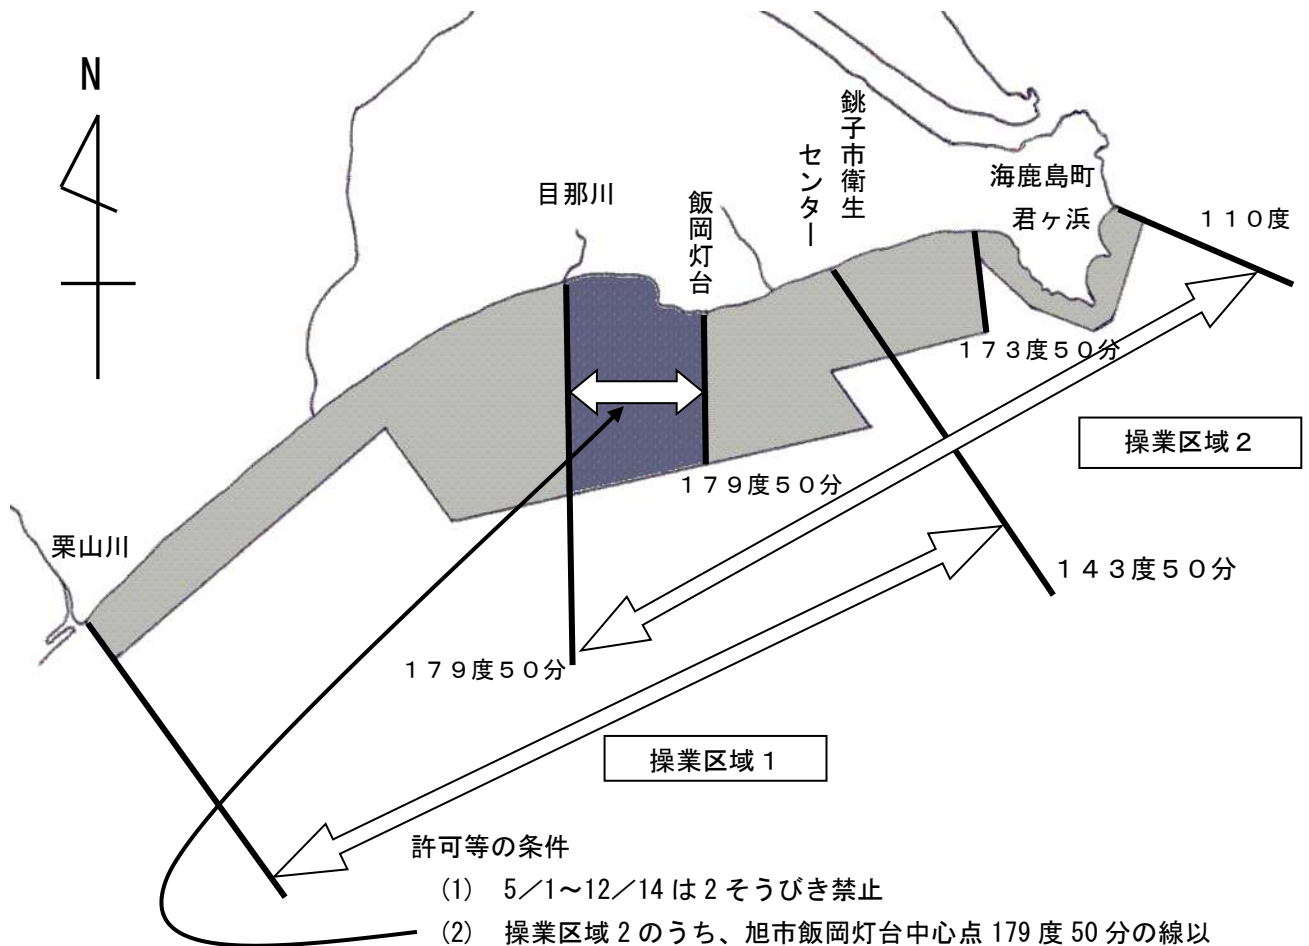 N
銚子市衛生
センター
海鹿島町
君ヶ浜
110度
目那川
飯岡灯台
173度50分
操業区域2
179度50分
栗山川
143度50分
179度50分
操業区域1
許可等の条件
(1) 5/1~12/14は2そうびき禁止
(2) 操業区域2のうち、旭市飯岡灯台中心点179度50分の線以